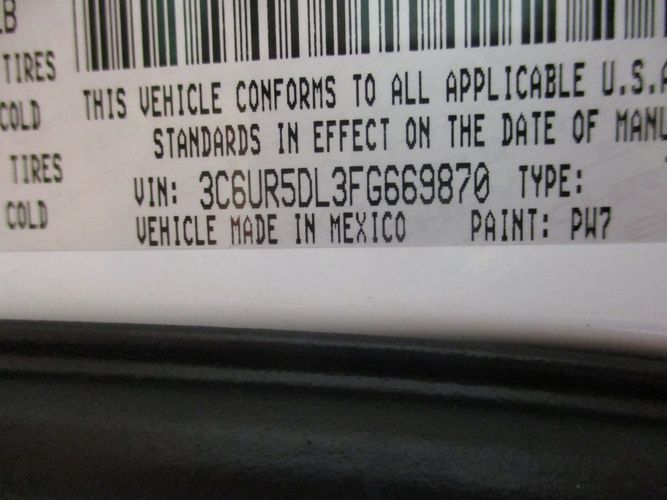 LB
TIRES
COLD
TIRES
COLD
THIS VEHICLE CONFORMS TO ALL APPLICABLE U.S.A
STANDARDS IN EFFECT ON THE DATE OF MANU
VIN: 3C6UR5DL3FG669870 TYPE:
VEHICLE MADE IN MEXICO PAINT: PW7